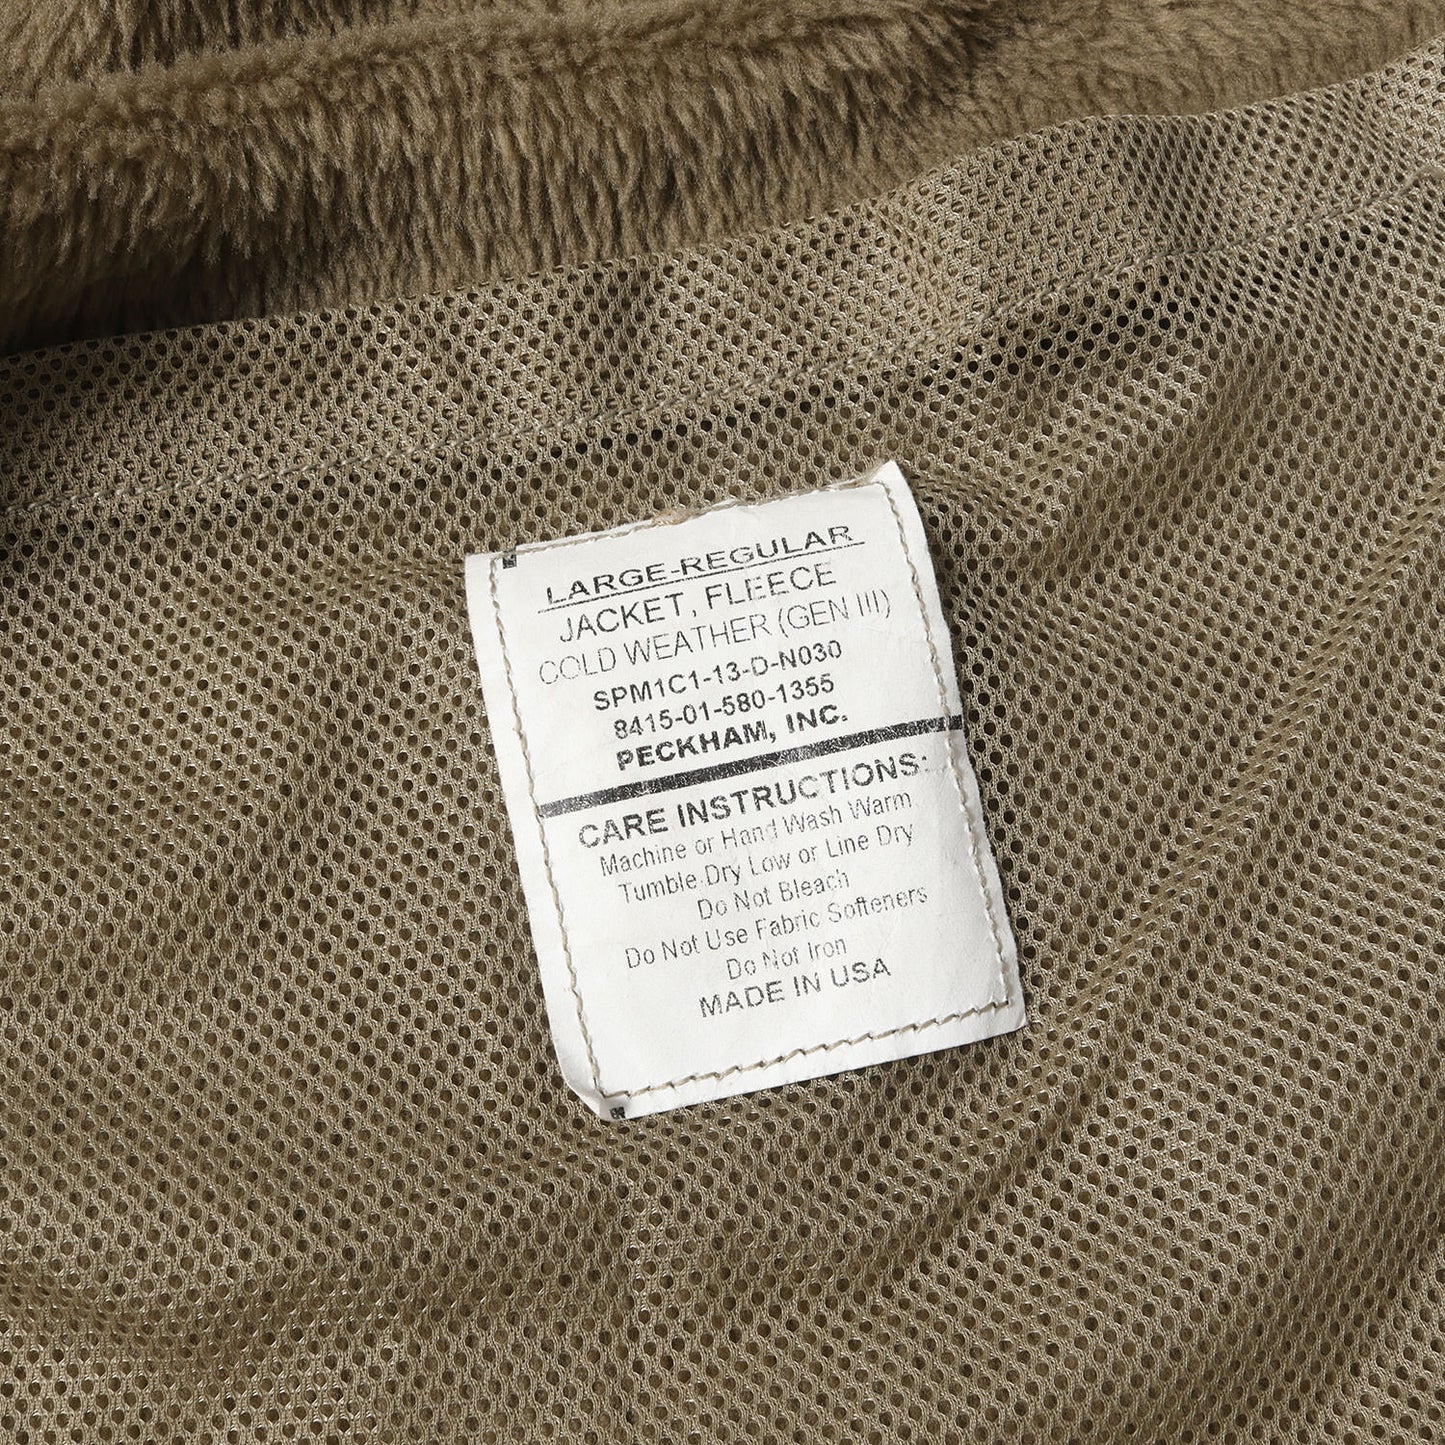 LARGE-REGULAR
JACKET, FLEECE
COLD WEATHER (GEN III)
SPM1C1-13-D-N030
8415-01-580-1355
PECKHAM, INC.
CARE INSTRUCTIONS:
Machine or Hand Wash Warm
Tumble Dry Low or Line Dry
Do Not Bleach
Do Not Use Fabric Softeners
Do Not Iron
MADE IN USA